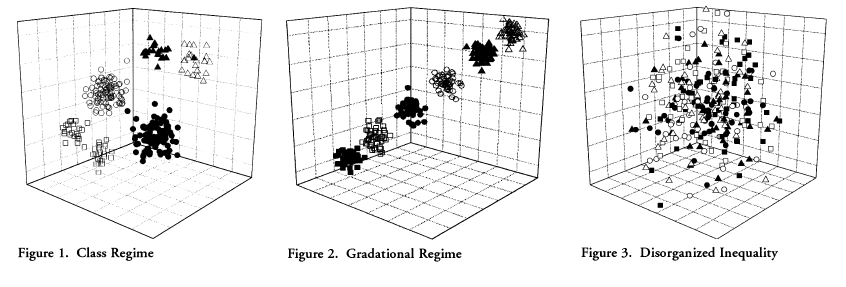 Figure 1. Class Regime
Figure 2. Gradational Regime
Figure 3. Disorganized Inequality